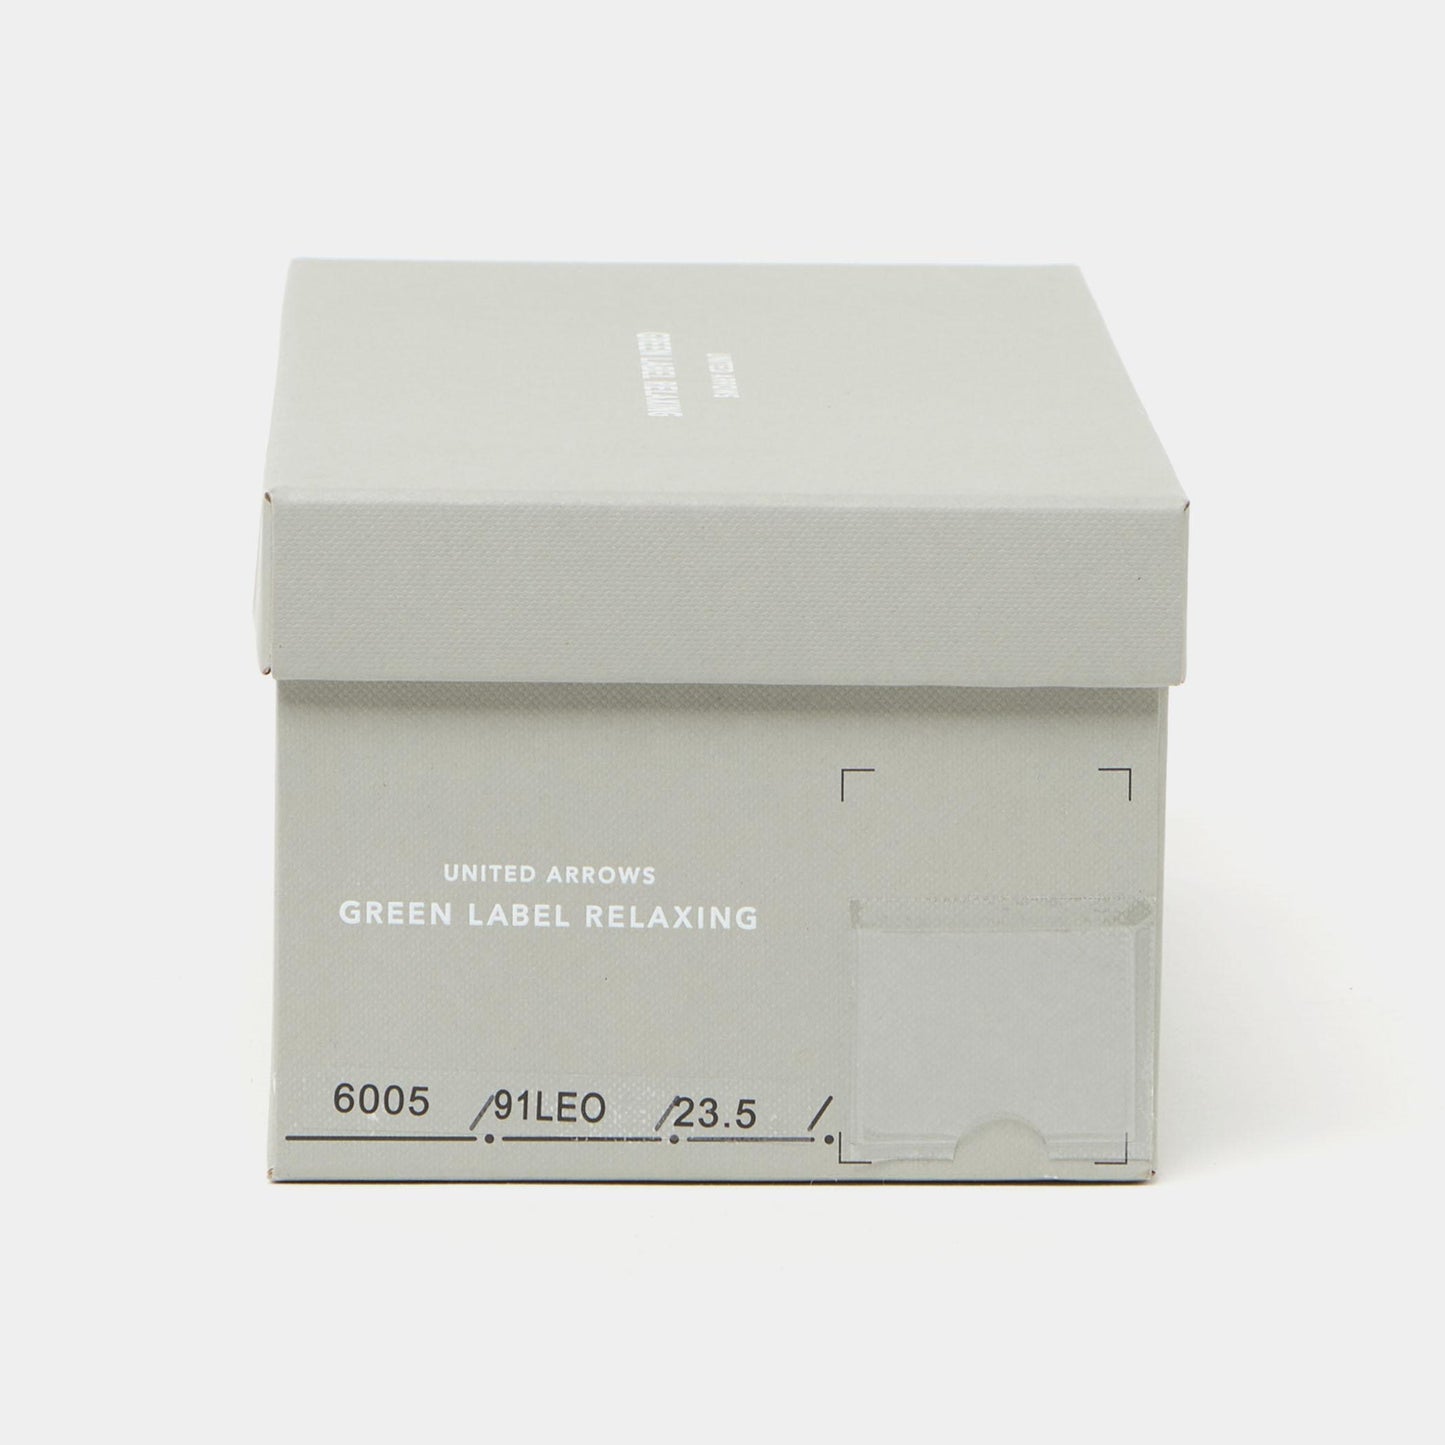 GREEN LABEL RELAXING
UNITED ARROWS
UNITED ARROWS
GREEN LABEL RELAXING
6005 / 91LEO / 23.5 /